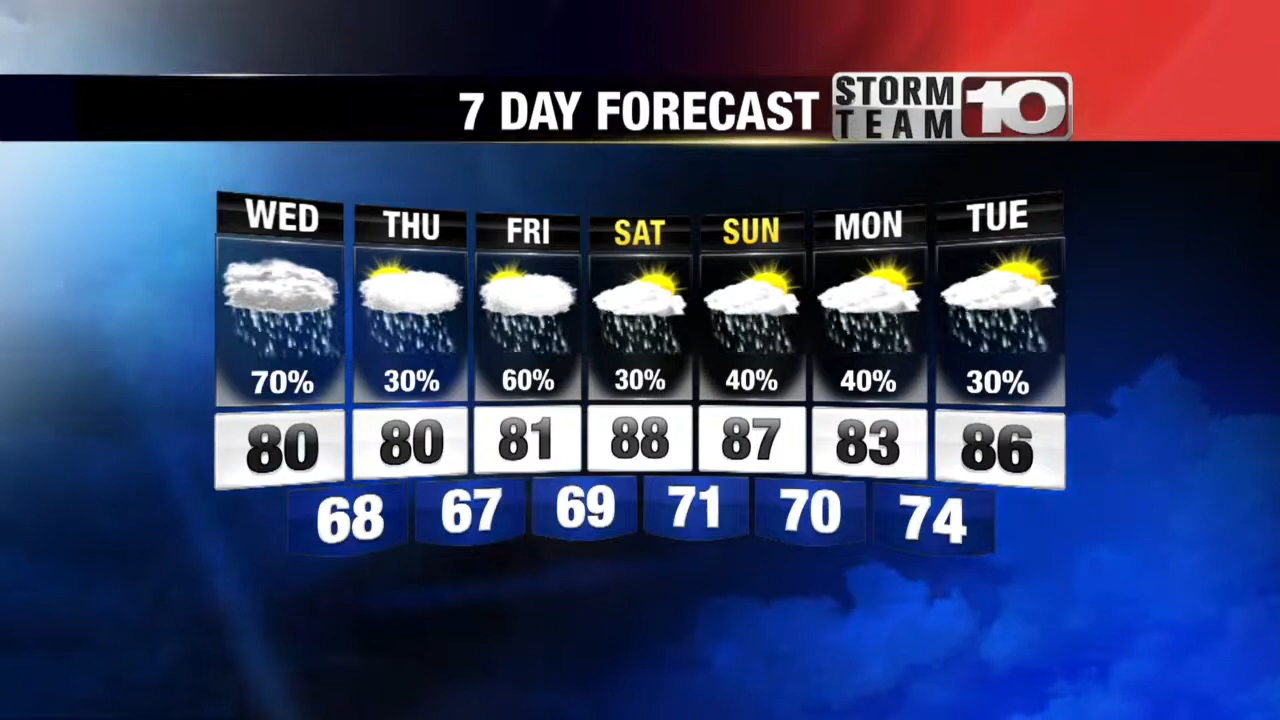 7 DAY FORECAST STORM TEAM 10
WED THU FRI SAT SUN MON TUE
70% 30% 60% 30% 40% 40% 30%
80 80 81 88 87 83 86
68 67 69 71 70 74